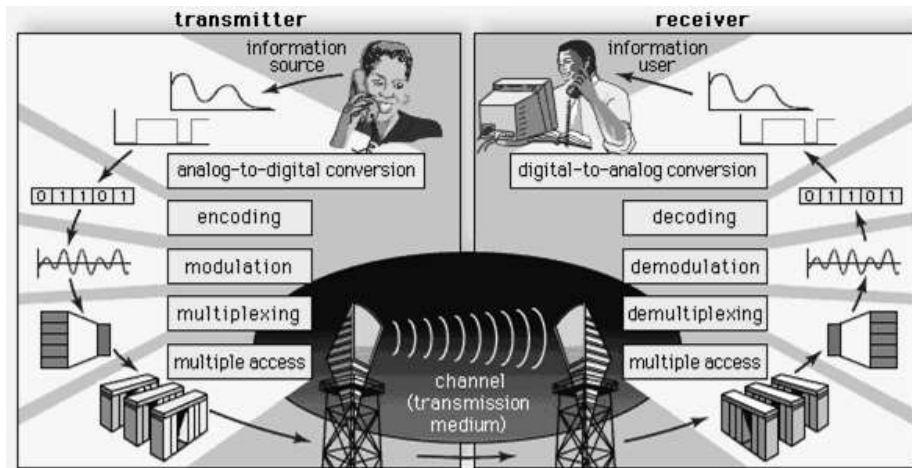 transmitter
receiver
information
source
information
user
analog-to-digital conversion
digital-to-analog conversion
0 1 1 0 1
0 1 1 0 1
encoding
decoding
modulation
demodulation
multiplexing
demultiplexing
multiple access
multiple access
channel
(transmission
medium)